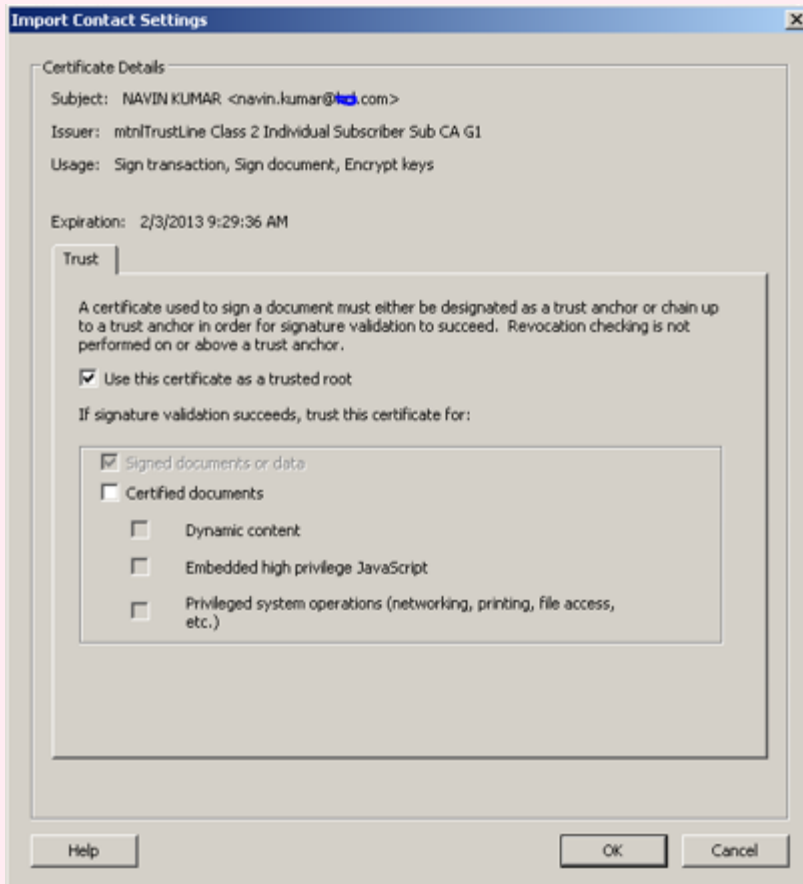 Import Contact Settings
Certificate Details
Subject: NAVIN KUMAR <navin.kumar@ .com>
Issuer: mtnlTrustLine Class 2 Individual Subscriber Sub CA G1
Usage: Sign transaction, Sign document, Encrypt keys
Expiration: 2/3/2013 9:29:36 AM
Trust
A certificate used to sign a document must either be designated as a trust anchor or chain up
to a trust anchor in order for signature validation to succeed. Revocation checking is not
performed on or above a trust anchor.
Use this certificate as a trusted root
If signature validation succeeds, trust this certificate for:
Signed documents or data
Certified documents
Dynamic content
Embedded high privilege JavaScript
Privileged system operations (networking, printing, file access,
etc.)
Help
OK
Cancel